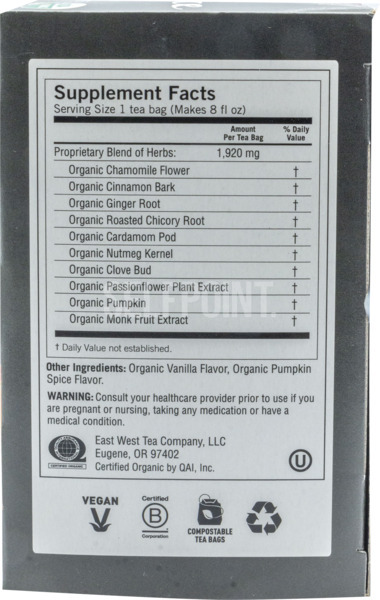 Supplement Facts
Serving Size 1 tea bag (Makes 8 fl oz)
Amount Per Tea Bag % Daily Value
Proprietary Blend of Herbs: 1,920 mg
Organic Chamomile Flower †
Organic Cinnamon Bark †
Organic Ginger Root †
Organic Roasted Chicory Root †
Organic Cardamom Pod †
Organic Nutmeg Kernel †
Organic Clove Bud †
Organic Passionflower Plant Extract †
Organic Pumpkin †
Organic Monk Fruit Extract †
† Daily Value not established.
Other Ingredients: Organic Vanilla Flavor, Organic Pumpkin
Spice Flavor.
WARNING: Consult your healthcare provider prior to use if you
are pregnant or nursing, taking any medication or have a
medical condition.
East West Tea Company, LLC
Eugene, OR 97402
Certified Organic by QAI, Inc.
CERTIFIED ORGANIC
U
VEGAN
Certified
B
Corporation
COMPOSTABLE
TEA BAGS